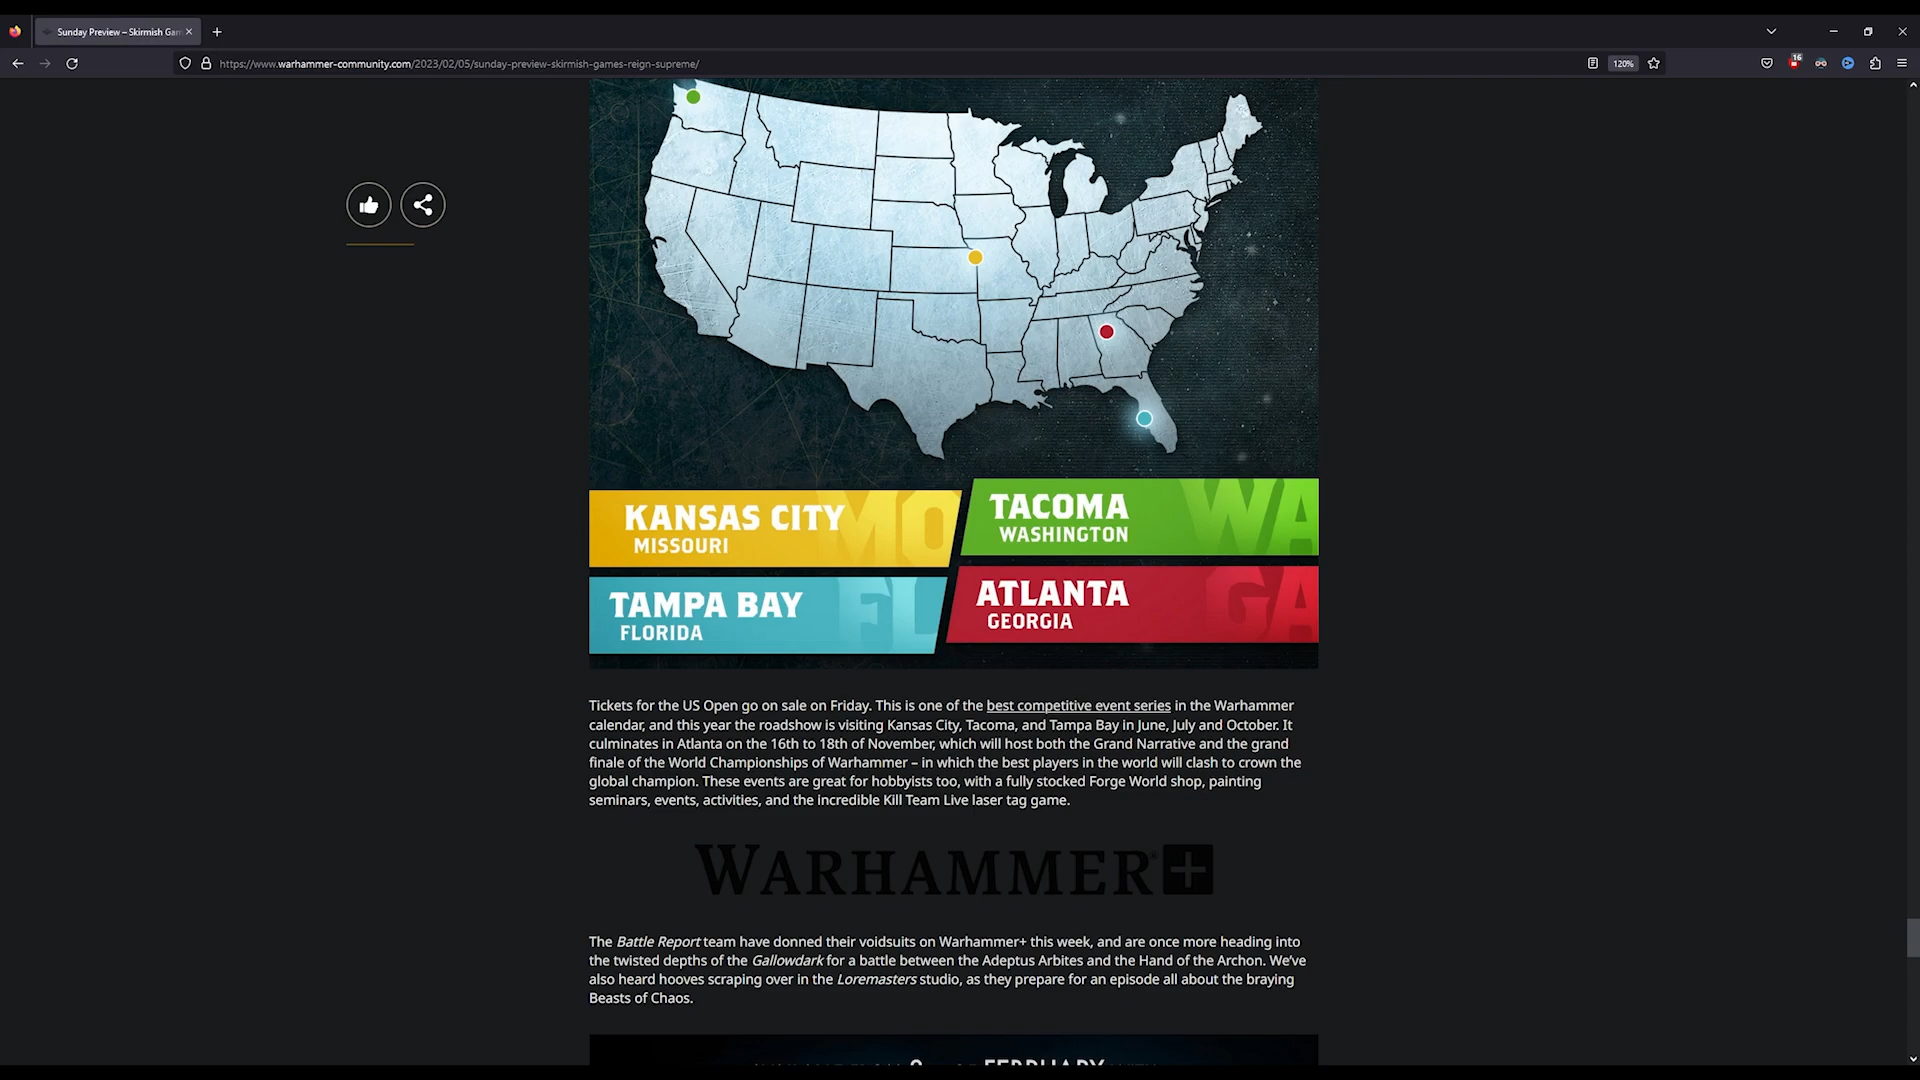 Sunday Preview – Skirmish Gam
https://www.warhammer-community.com/2023/02/05/sunday-preview-skirmish-games-reign-supreme/
120%
16
KANSAS CITY
MISSOURI
MO
TACOMA
WASHINGTON
WA
TAMPA BAY
FLORIDA
FL
ATLANTA
GEORGIA
GA
Tickets for the US Open go on sale on Friday. This is one of the best competitive event series in the Warhammer
calendar, and this year the roadshow is visiting Kansas City, Tacoma, and Tampa Bay in June, July and October. It
culminates in Atlanta on the 16th to 18th of November, which will host both the Grand Narrative and the grand
finale of the World Championships of Warhammer – in which the best players in the world will clash to crown the
global champion. These events are great for hobbyists too, with a fully stocked Forge World shop, painting
seminars, events, activities, and the incredible Kill Team Live laser tag game.
WARHAMMER+
The Battle Report team have donned their voidsuits on Warhammer+ this week, and are once more heading into
the twisted depths of the Gallowdark for a battle between the Adeptus Arbites and the Hand of the Archon. We’ve
also heard hooves scraping over in the Loremasters studio, as they prepare for an episode all about the braying
Beasts of Chaos.
FEBRUARY